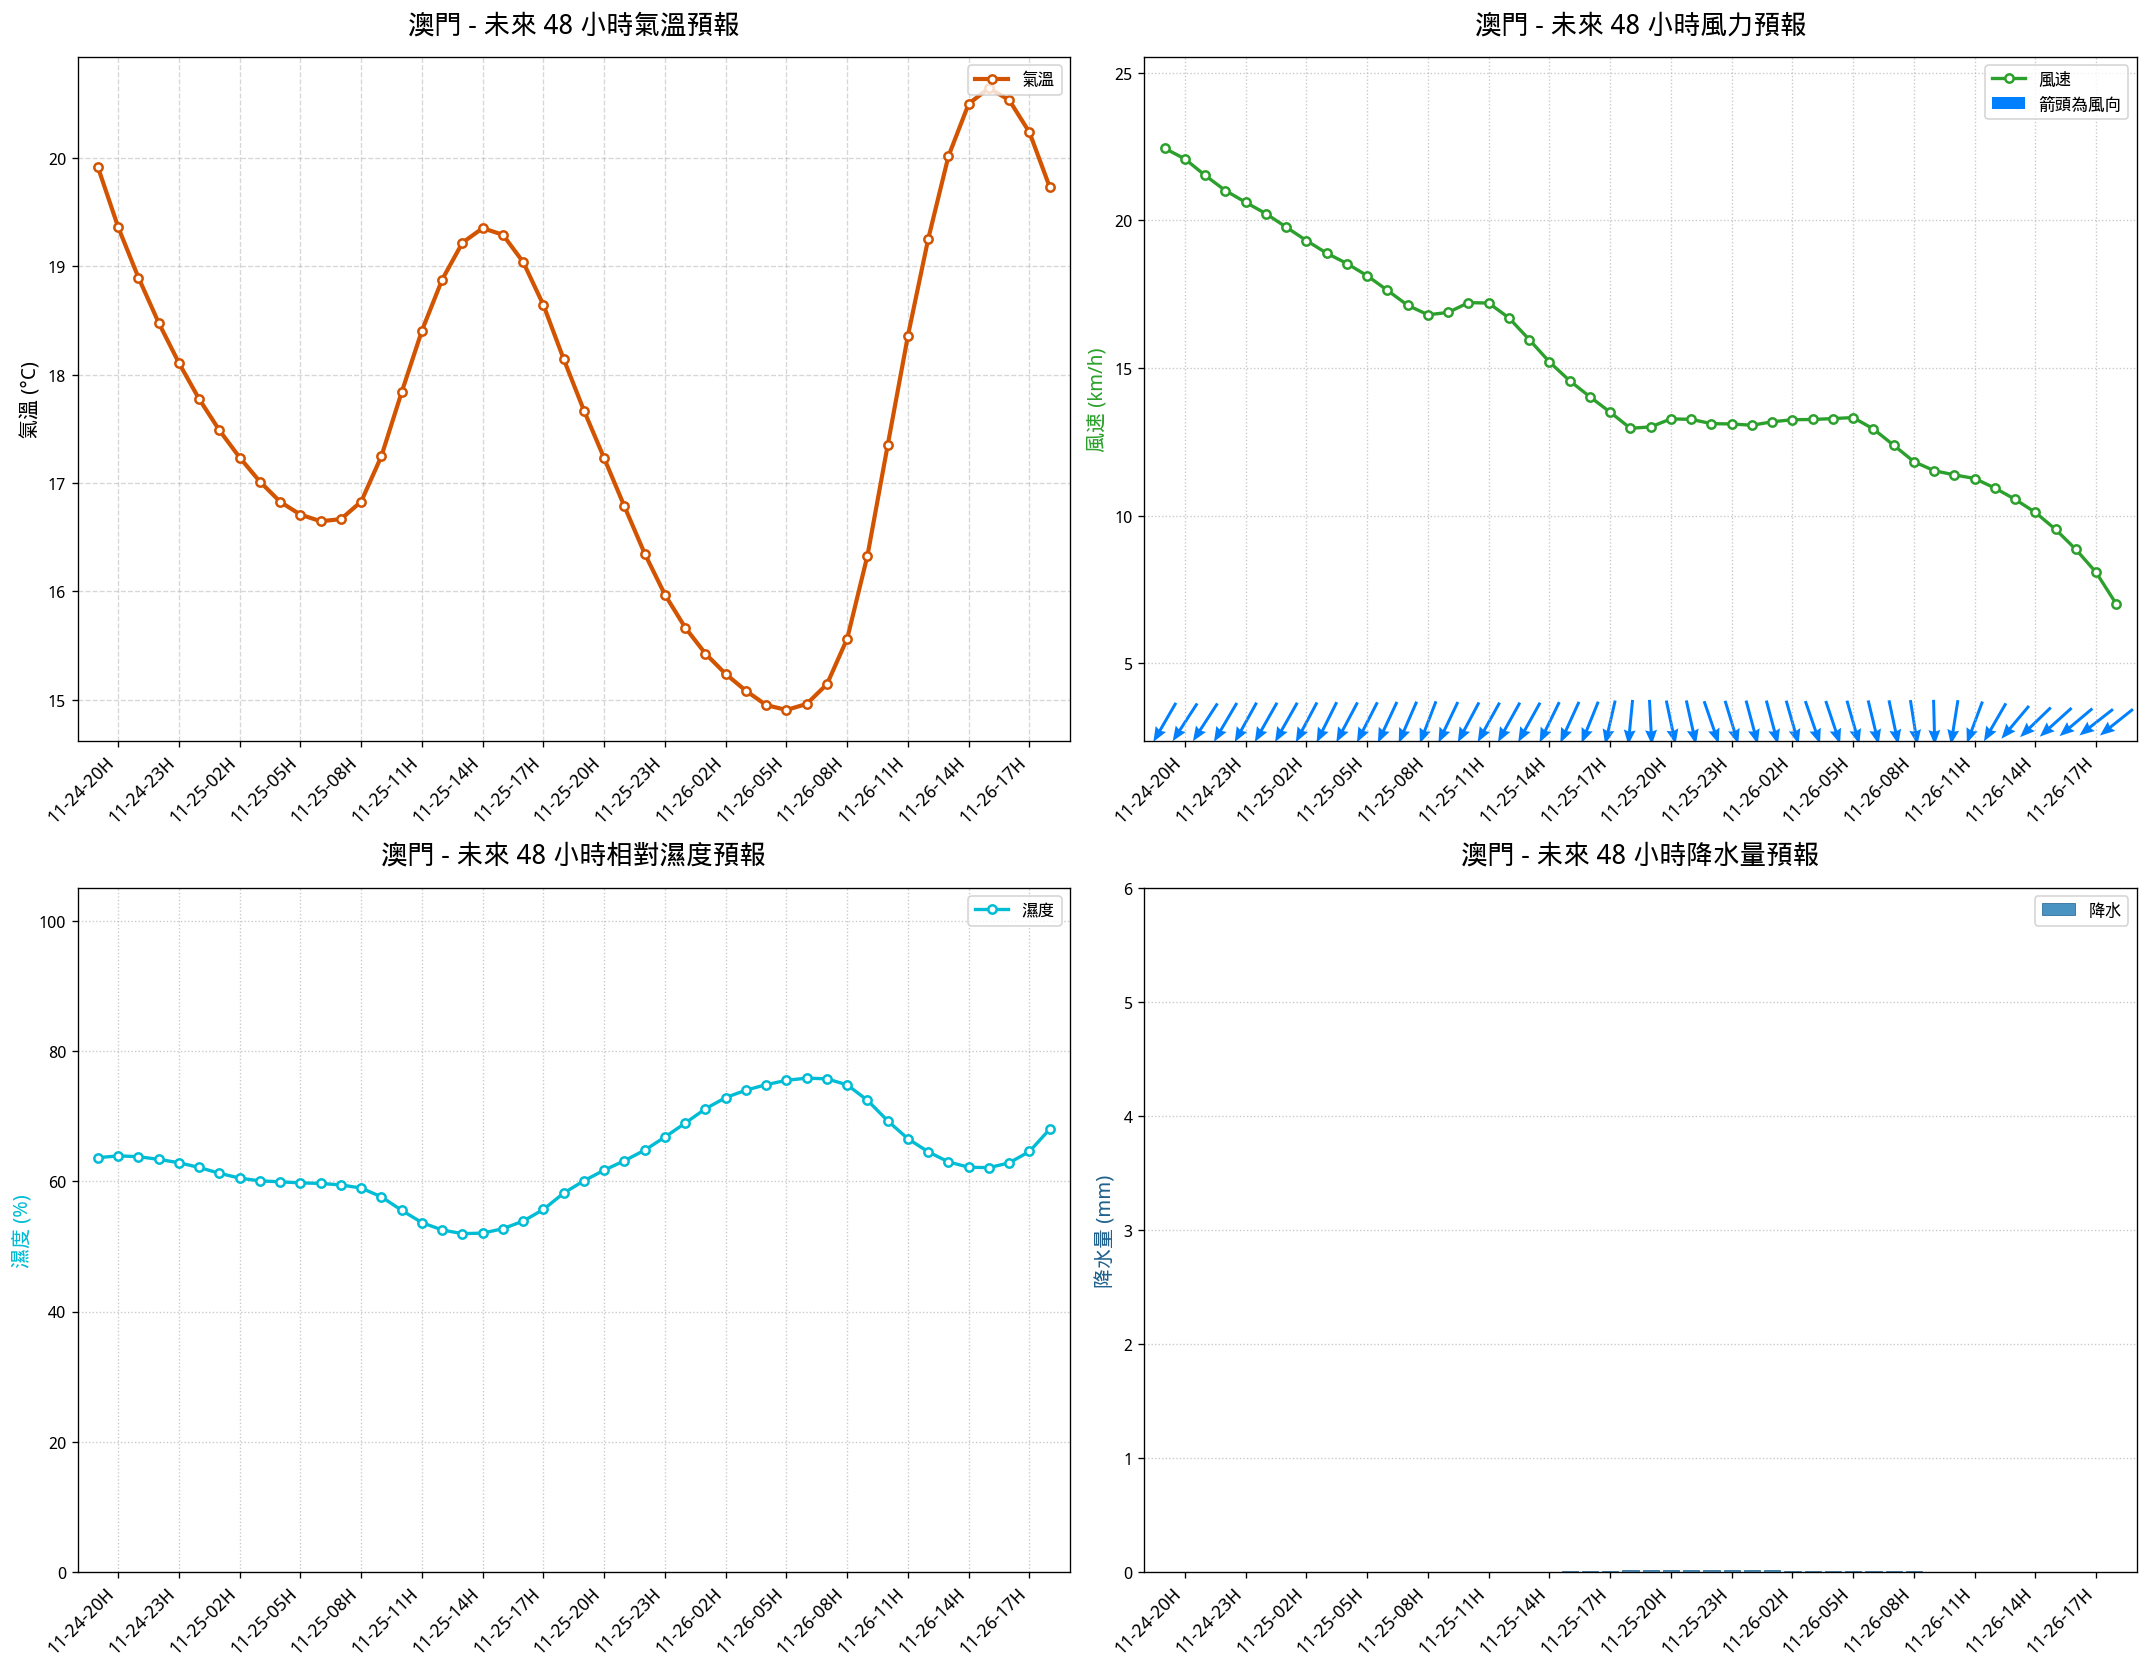 澳門 - 未來 48 小時氣溫預報
氣溫
氣溫 (°C)
20
19
18
17
16
15
11-24-20H
11-24-23H
11-25-02H
11-25-05H
11-25-08H
11-25-11H
11-25-14H
11-25-17H
11-25-20H
11-25-23H
11-26-02H
11-26-05H
11-26-08H
11-26-11H
11-26-14H
11-26-17H
澳門 - 未來 48 小時風力預報
風速
箭頭為風向
風速 (km/h)
25
20
15
10
5
11-24-20H
11-24-23H
11-25-02H
11-25-05H
11-25-08H
11-25-11H
11-25-14H
11-25-17H
11-25-20H
11-25-23H
11-26-02H
11-26-05H
11-26-08H
11-26-11H
11-26-14H
11-26-17H
澳門 - 未來 48 小時相對濕度預報
濕度
濕度 (%)
100
80
60
40
20
0
11-24-20H
11-24-23H
11-25-02H
11-25-05H
11-25-08H
11-25-11H
11-25-14H
11-25-17H
11-25-20H
11-25-23H
11-26-02H
11-26-05H
11-26-08H
11-26-11H
11-26-14H
11-26-17H
澳門 - 未來 48 小時降水量預報
降水
降水量 (mm)
6
5
4
3
2
1
0
11-24-20H
11-24-23H
11-25-02H
11-25-05H
11-25-08H
11-25-11H
11-25-14H
11-25-17H
11-25-20H
11-25-23H
11-26-02H
11-26-05H
11-26-08H
11-26-11H
11-26-14H
11-26-17H